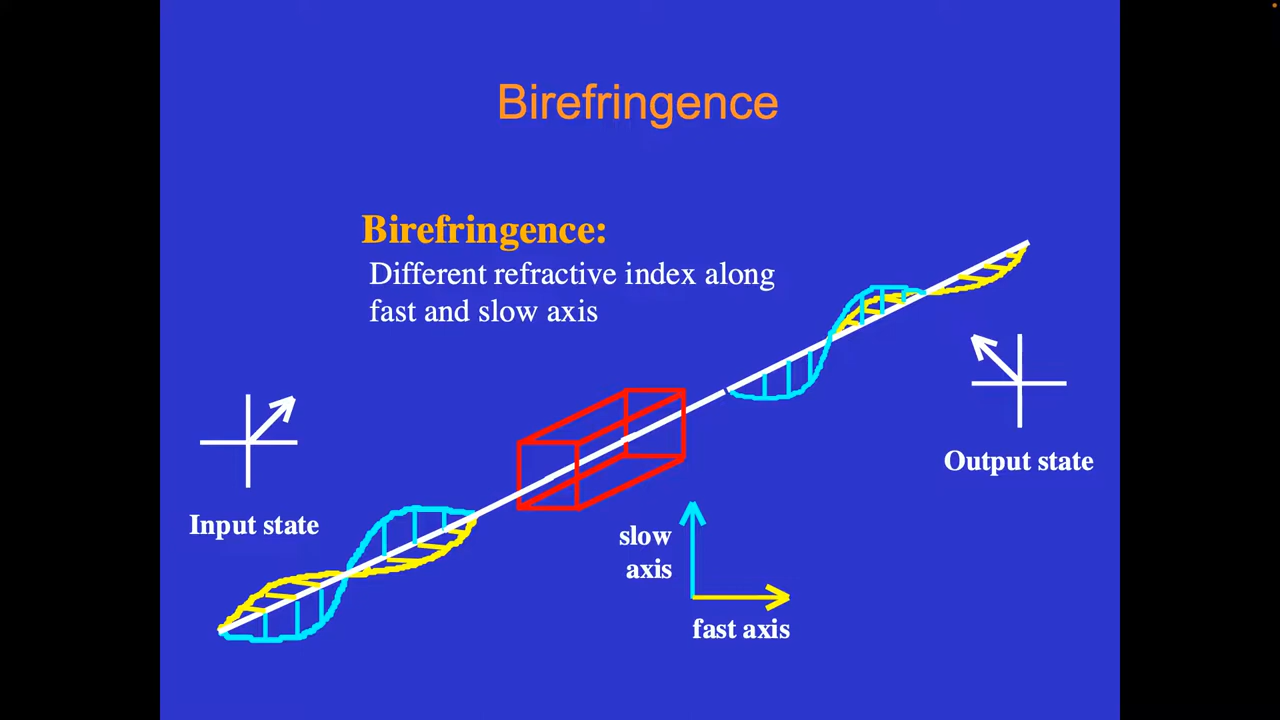 Birefringence
Birefringence:
Different refractive index along
fast and slow axis
Input state
Output state
slow
axis
fast axis